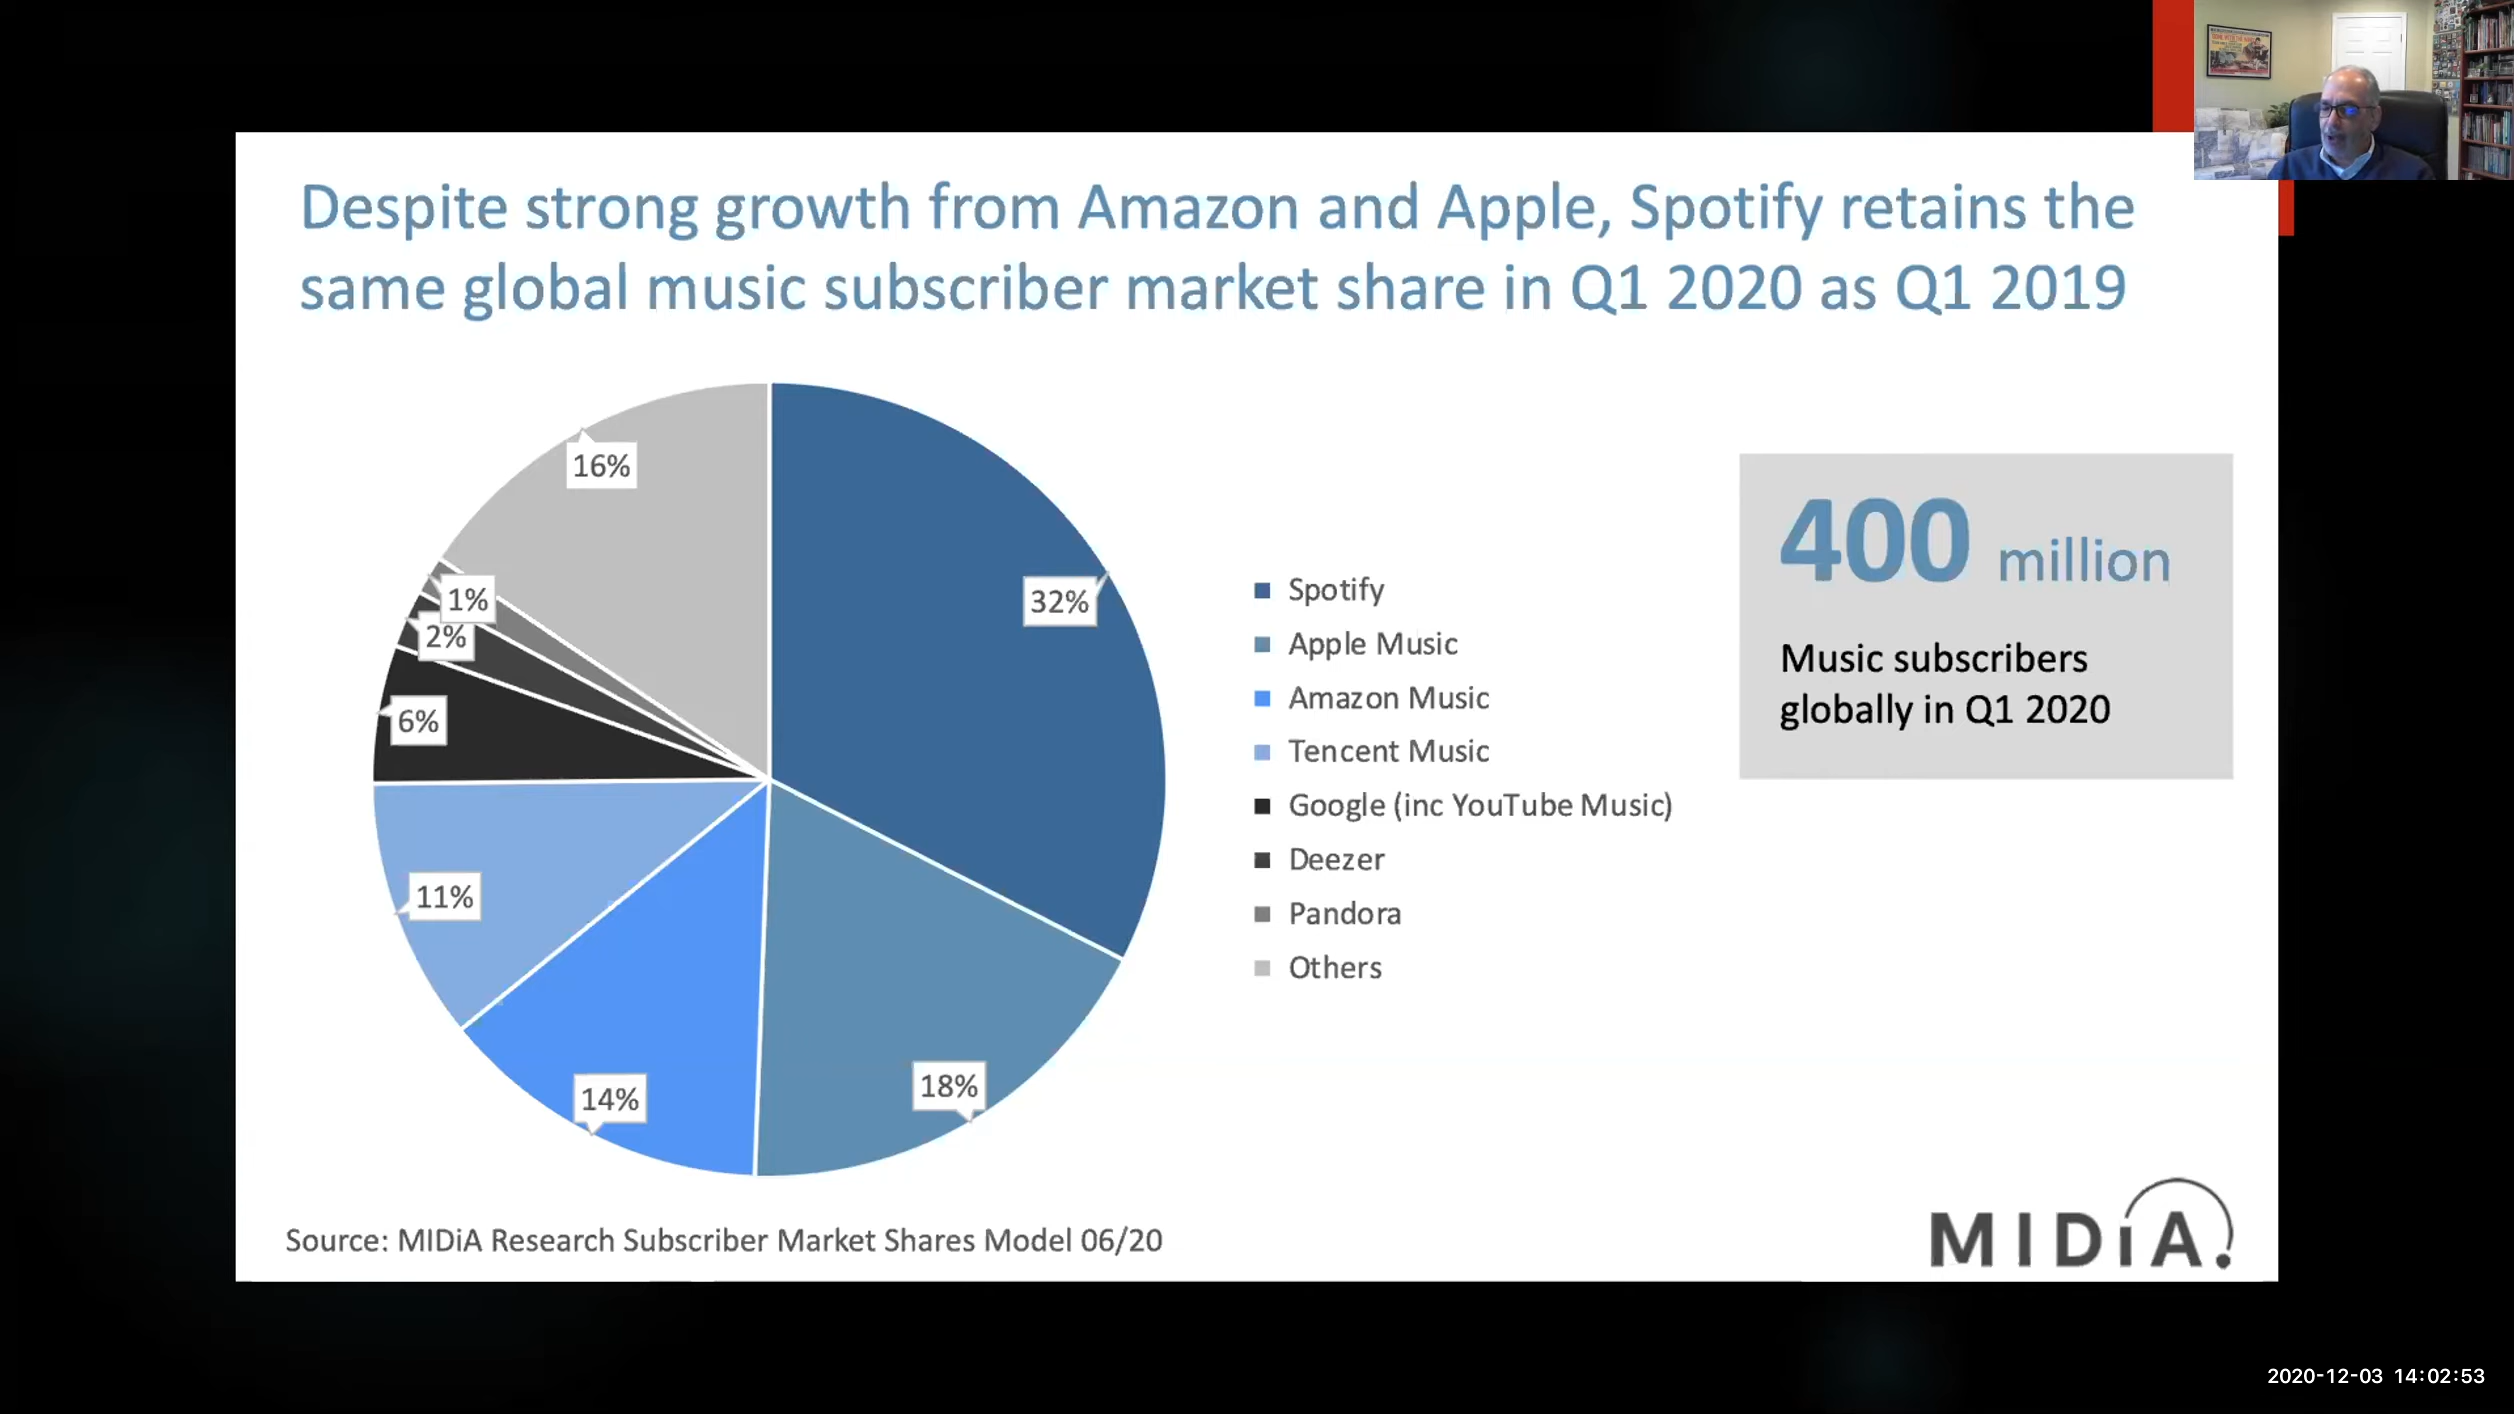 Despite strong growth from Amazon and Apple, Spotify retains the
same global music subscriber market share in Q1 2020 as Q1 2019
16%
1%
2%
6%
11%
14%
18%
32%
Spotify
Apple Music
Amazon Music
Tencent Music
Google (inc YouTube Music)
Deezer
Pandora
Others
400 million
Music subscribers
globally in Q1 2020
Source: MIDiA Research Subscriber Market Shares Model 06/20
MIDiA.
2020-12-03 14:02:53